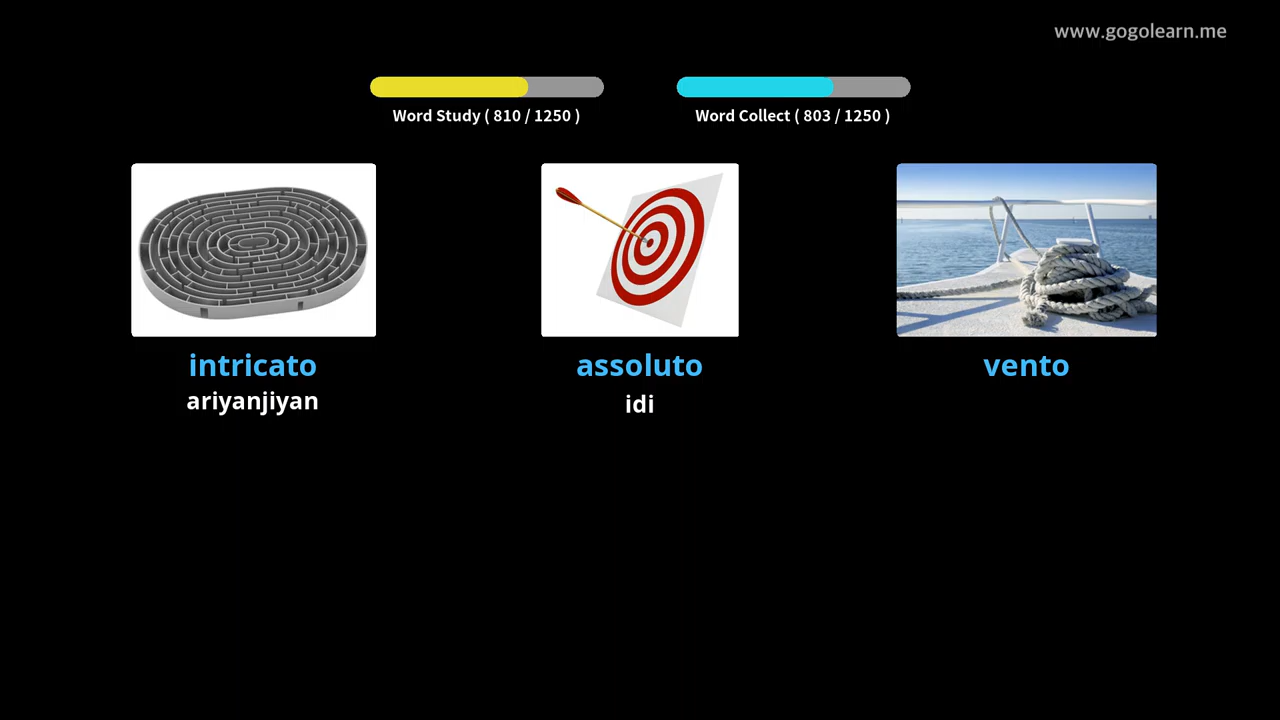 www.gogolearn.me
Word Study ( 810 / 1250 )
Word Collect ( 803 / 1250 )
intricato
assoluto
vento
ariyanjiyan
idi